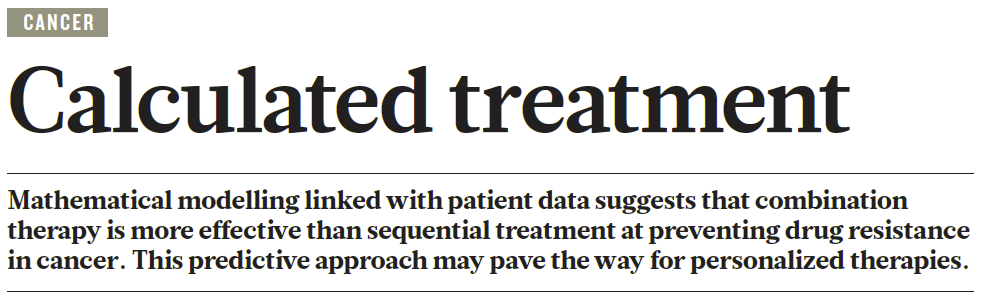 CANCER
Calculated treatment
Mathematical modelling linked with patient data suggests that combination
therapy is more effective than sequential treatment at preventing drug resistance
in cancer. This predictive approach may pave the way for personalized therapies.